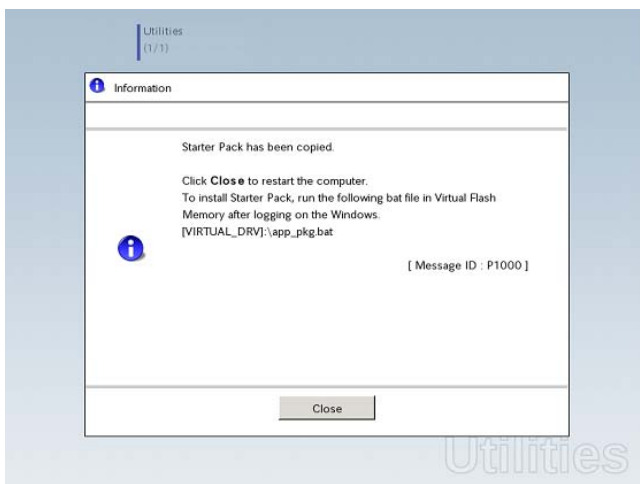 Utilities
(1/1)
Information
Starter Pack has been copied.
Click Close to restart the computer.
To install Starter Pack, run the following bat file in Virtual Flash
Memory after logging on the Windows.
[VIRTUAL_DRV]:\app_pkg.bat
[ Message ID : P1000 ]
Close
Utilities